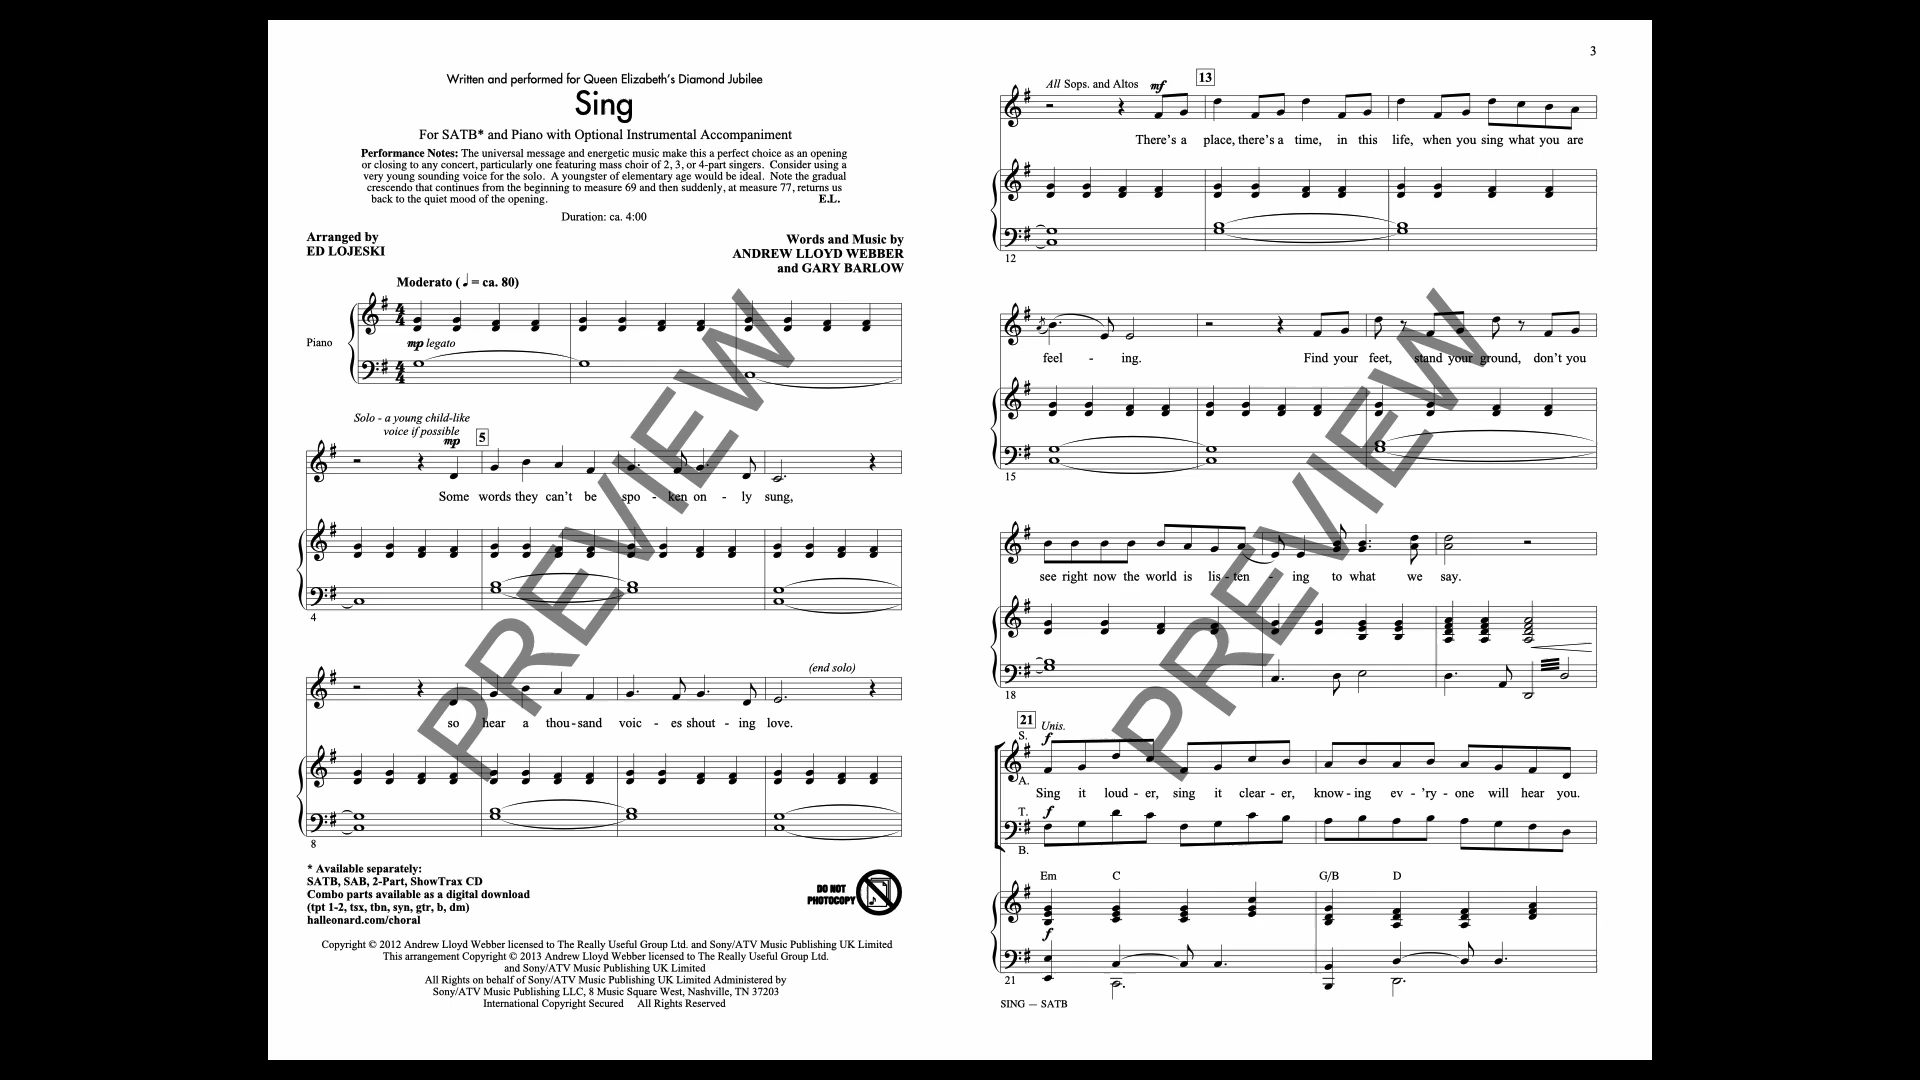 Written and performed for Queen Elizabeth's Diamond Jubilee
Sing
For SATB* and Piano with Optional Instrumental Accompaniment
Performance Notes: The universal message and energetic music make this a perfect choice as an opening
or closing to any concert, particularly one featuring mass choir of 2, 3, or 4-part singers. Consider using a
very young sounding voice for the solo. A youngster of elementary age would be ideal. Note the gradual
crescendo that continues from the beginning to measure 69 and then suddenly, at measure 77, returns us
back to the quiet mood of the opening. E.L.
Duration: ca. 4:00
Arranged by
ED LOJESKI
Words and Music by
ANDREW LLOYD WEBBER
and GARY BARLOW
Moderato (♩ = ca. 80)
Piano
mp legato
Solo - a young child-like
voice if possible
mp
5
Some words they can't be spo - ken on - ly sung,
4
(end solo)
so hear a thou - sand voic - es shout - ing love.
8
* Available separately:
SATB, SAB, 2-Part, ShowTrax CD
Combo parts available as a digital download
(tpt 1-2, tsx, tbn, syn, gtr, b, dm)
halleonard.com/choral
DO NOT
PHOTOCOPY
Copyright © 2012 Andrew Lloyd Webber licensed to The Really Useful Group Ltd. and Sony/ATV Music Publishing UK Limited
This arrangement Copyright © 2013 Andrew Lloyd Webber licensed to The Really Useful Group Ltd.
and Sony/ATV Music Publishing UK Limited
All Rights on behalf of Sony/ATV Music Publishing UK Limited Administered by
Sony/ATV Music Publishing LLC, 8 Music Square West, Nashville, TN 37203
International Copyright Secured All Rights Reserved
PREVIEW
3
All Sops. and Altos mf 13
There's a place, there's a time, in this life, when you sing what you are
12
feel - ing. Find your feet, stand your ground, don't you
15
see right now the world is lis - ten - ing to what we say.
18
21 Unis.
S. f
A.
Sing it loud - er, sing it clear - er, know - ing ev - 'ry - one will hear you.
T. f
B.
Em C G/B D
f
21
SING — SATB
PREVIEW